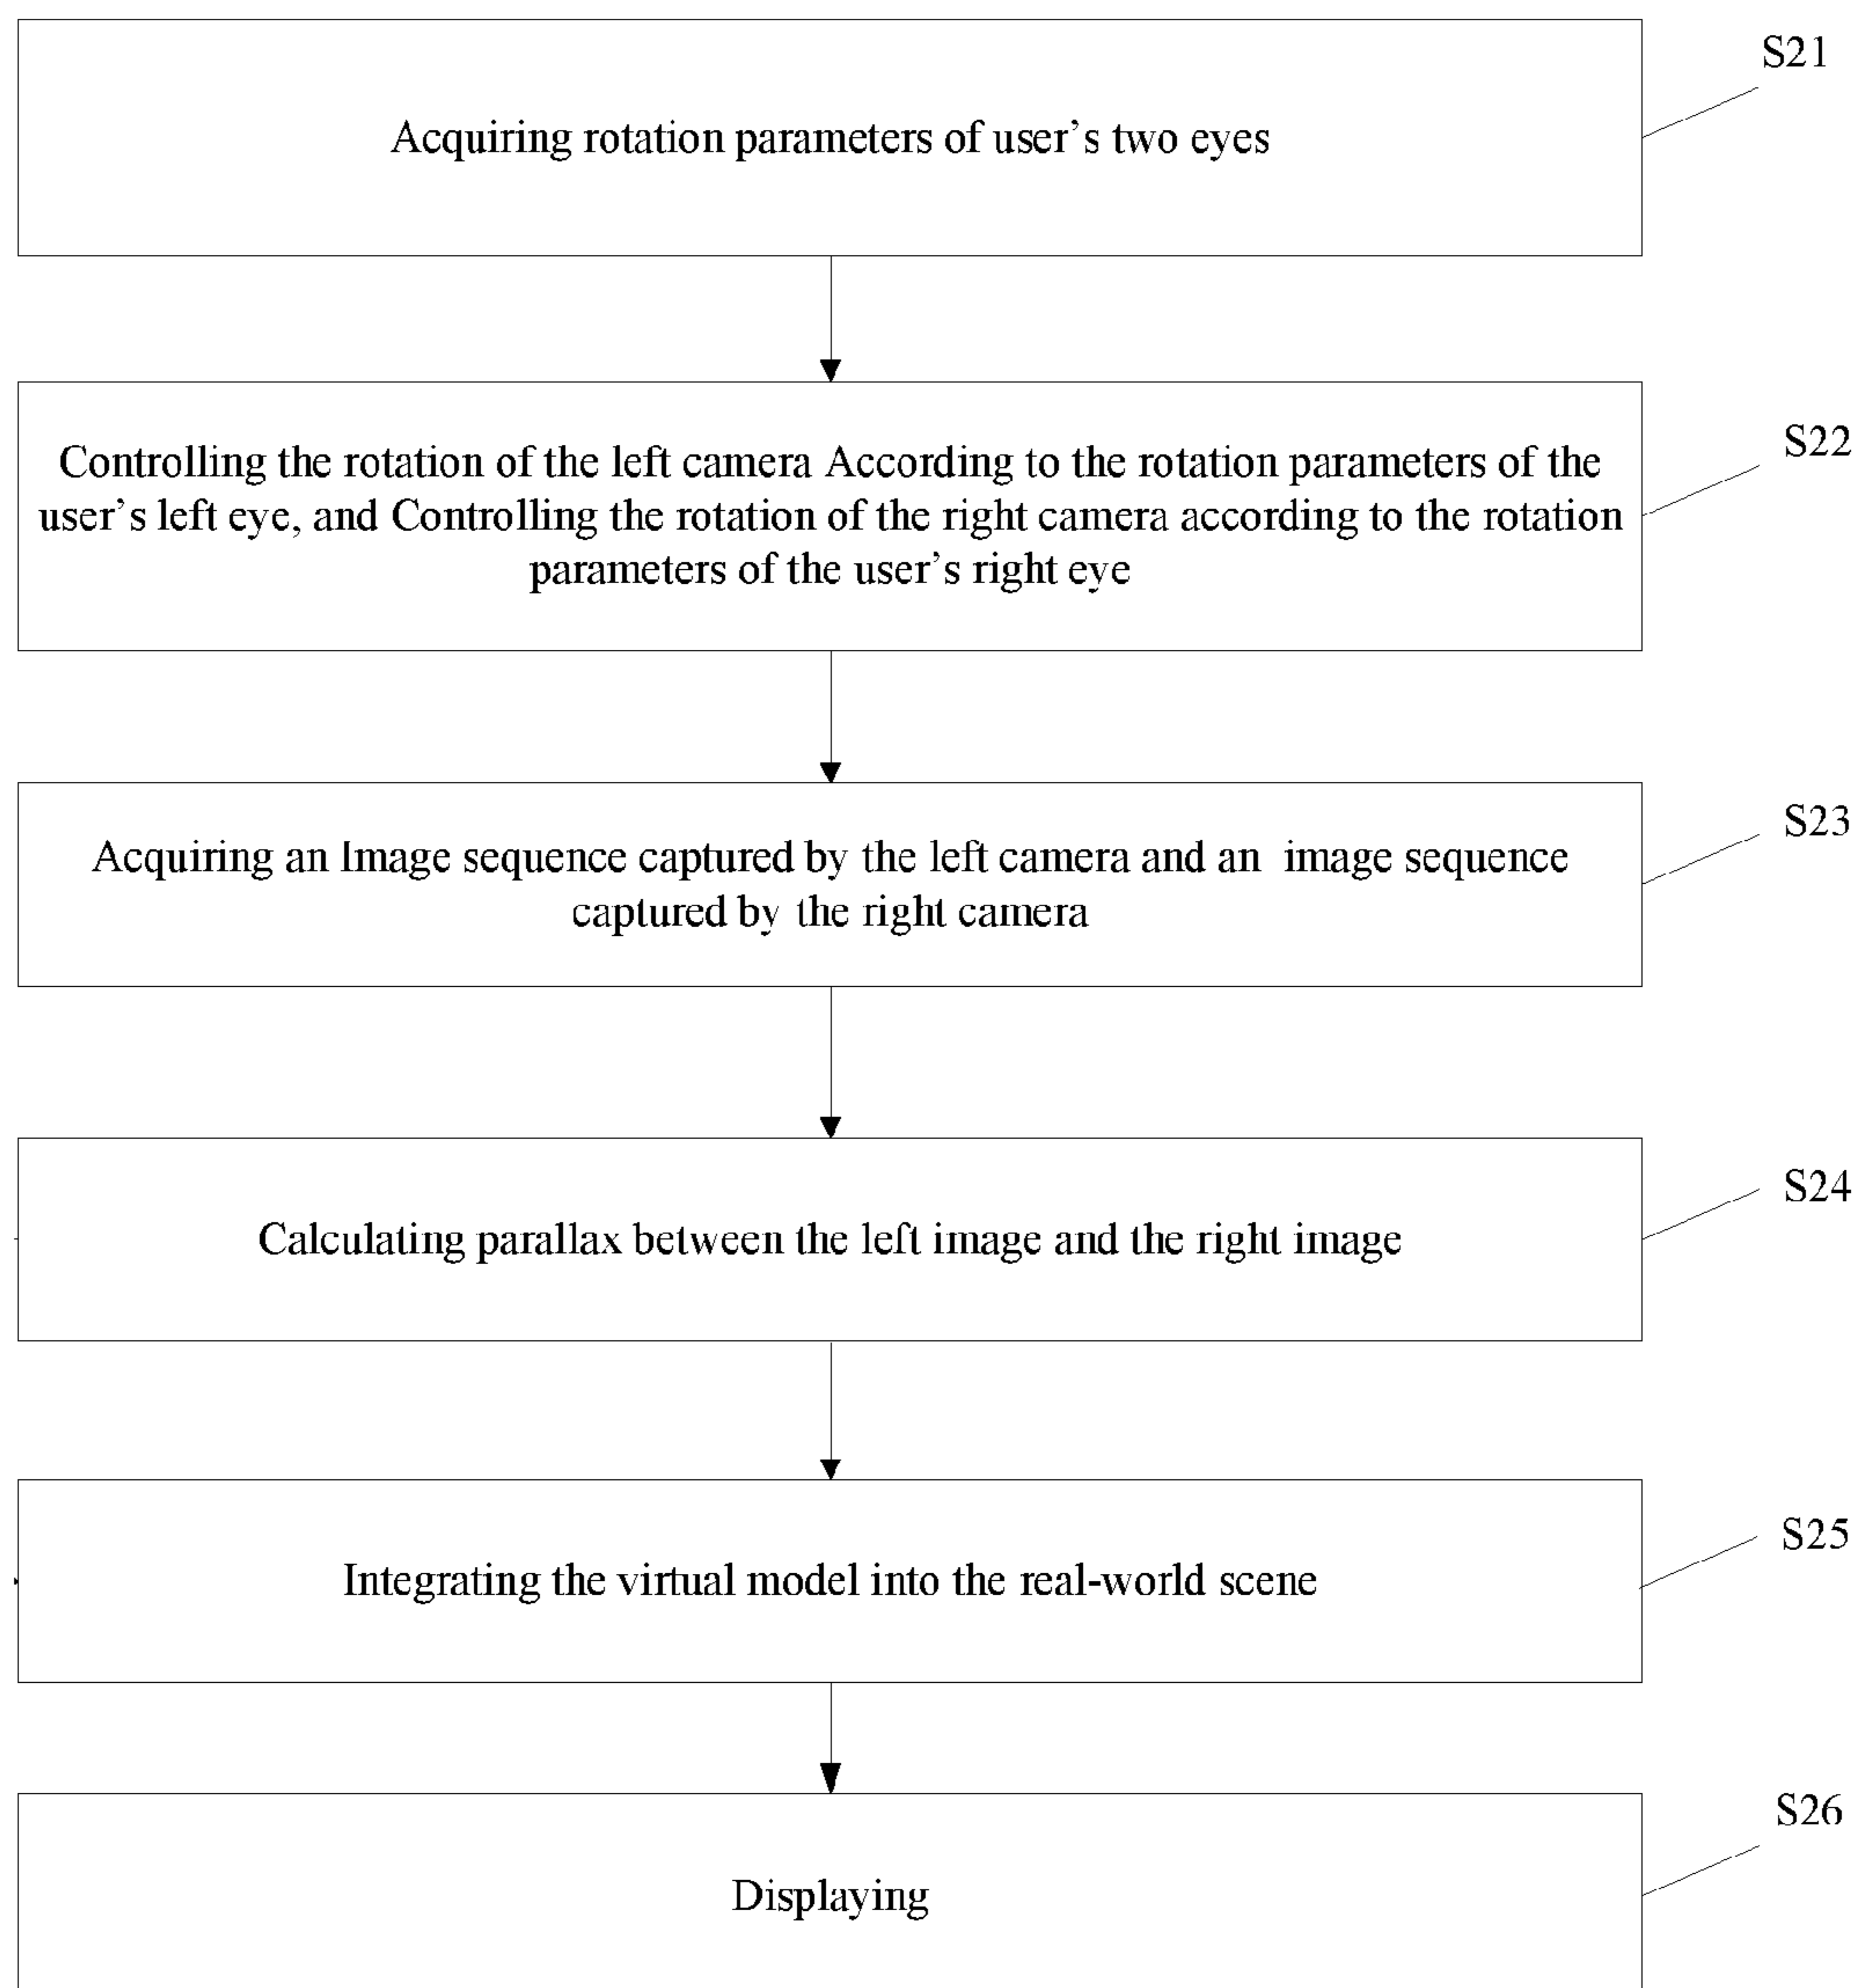 S21
Acquiring rotation parameters of user's two eyes
S22
Controlling the rotation of the left camera According to the rotation parameters of the
user's left eye, and Controlling the rotation of the right camera according to the rotation
parameters of the user's right eye
S23
Acquiring an Image sequence captured by the left camera and an image sequence
captured by the right camera
S24
Calculating parallax between the left image and the right image
S25
Integrating the virtual model into the real-world scene
S26
Displaying